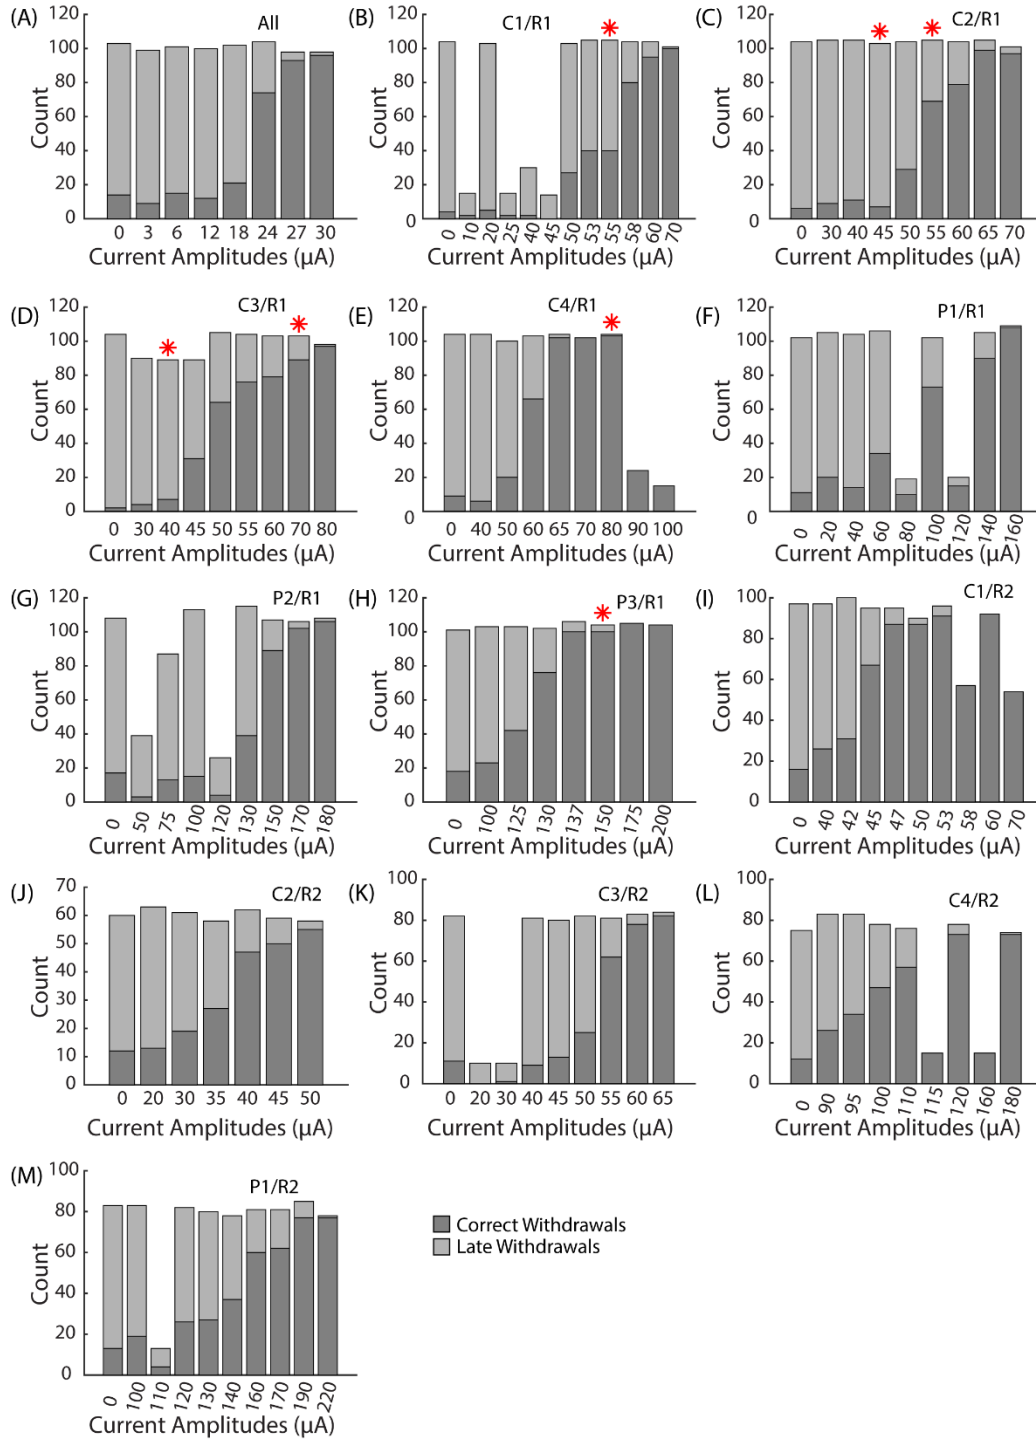 (A) All
Count
120
100
80
60
40
20
0
0 3 6 12 18 24 27 30
Current Amplitudes (µA)
(B) C1/R1
Count
120
100
80
60
40
20
0
0 10 20 25 40 45 50 53 55 58 60 70
Current Amplitudes (µA)
(C) C2/R1
Count
120
100
80
60
40
20
0
0 30 40 45 50 55 60 65 70
Current Amplitudes (µA)
(D) C3/R1
Count
120
100
80
60
40
20
0
0 30 40 45 50 55 60 70 80
Current Amplitudes (µA)
(E) C4/R1
Count
120
100
80
60
40
20
0
0 40 50 60 65 70 80 90 100
Current Amplitudes (µA)
(F) P1/R1
Count
120
100
80
60
40
20
0
0 20 40 60 80 100 120 140 160
Current Amplitudes (µA)
(G) P2/R1
Count
120
100
80
60
40
20
0
0 50 75 100 120 130 150 170 180
Current Amplitudes (µA)
(H) P3/R1
Count
120
100
80
60
40
20
0
0 100 125 130 137 150 175 200
Current Amplitudes (µA)
(I) C1/R2
Count
100
80
60
40
20
0
0 40 42 45 47 50 53 58 60 70
Current Amplitudes (µA)
(J) C2/R2
Count
70
60
50
40
30
20
10
0
0 20 30 35 40 45 50
Current Amplitudes (µA)
(K) C3/R2
Count
100
80
60
40
20
0
0 20 30 40 45 50 55 60 65
Current Amplitudes (µA)
(L) C4/R2
Count
100
80
60
40
20
0
0 90 95 100 110 115 120 160 180
Current Amplitudes (µA)
(M) P1/R2
Count
100
80
60
40
20
0
0 100 110 120 130 140 160 170 190 220
Current Amplitudes (µA)
Correct Withdrawals
Late Withdrawals